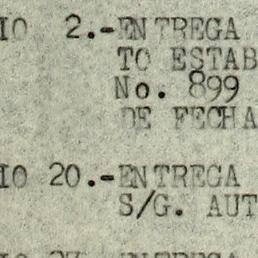 IO 2.-ENTREGA
TO ESTAB
No. 899
DE FECHA
IO 20.-ENTREGA
S/G. AUT